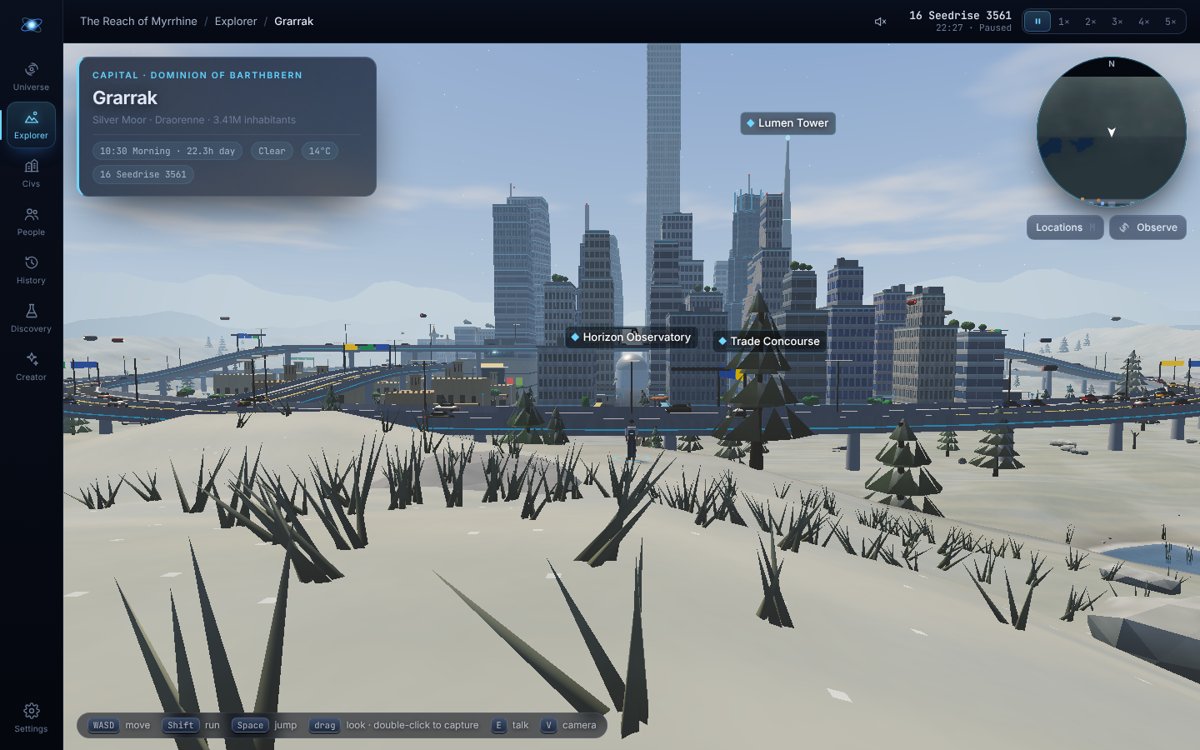 The Reach of Myrrhine / Explorer / Grarrak
16 Seedrise 3561
22:27 · Paused
1× 2× 3× 4× 5×
Universe
Explorer
Civs
People
History
Discovery
Creator
Settings
CAPITAL · DOMINION OF BARTHBRERN
Grarrak
Silver Moor · Draorenne · 3.41M inhabitants
10:30 Morning · 22.3h day Clear 14°C
16 Seedrise 3561
Lumen Tower
Horizon Observatory
Trade Concourse
N
Locations M
Observe
WASD move Shift run Space jump drag look · double-click to capture E talk V camera